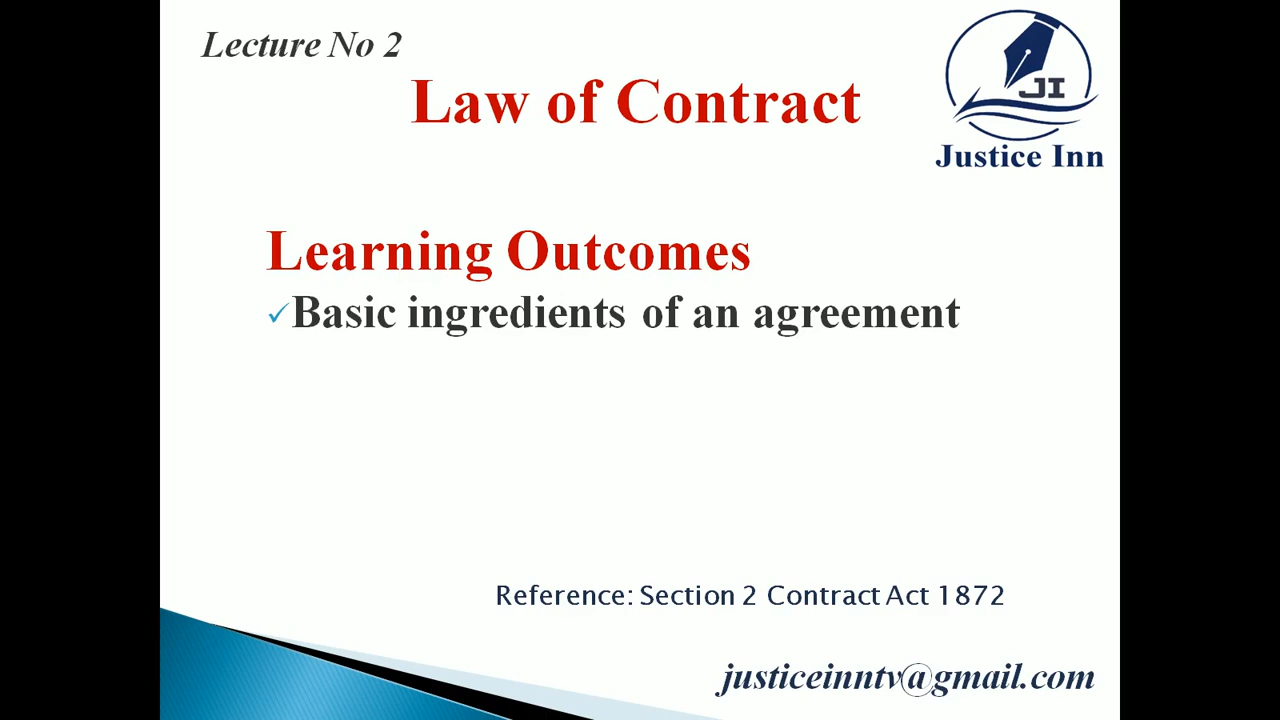 Lecture No 2
Law of Contract
JI
Justice Inn
Learning Outcomes
✓Basic ingredients of an agreement
Reference: Section 2 Contract Act 1872
justiceinntv@gmail.com